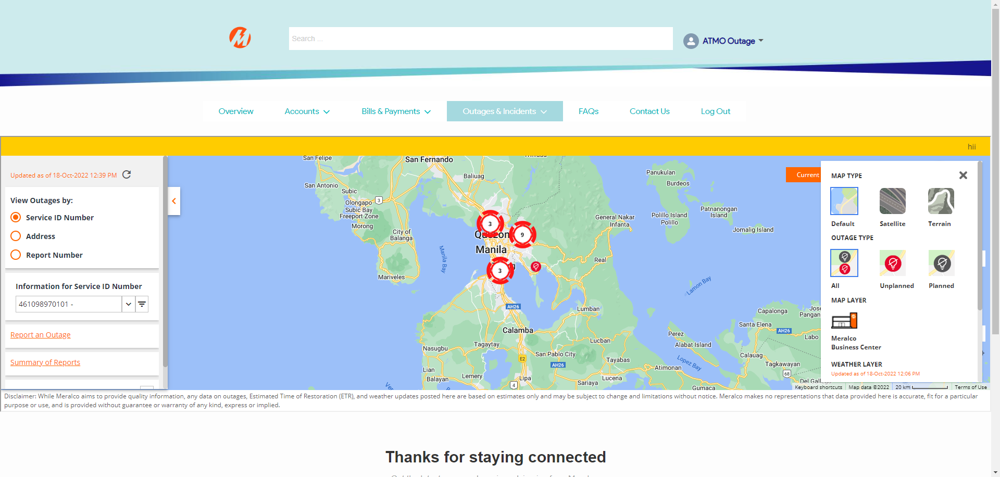 Search ...
ATMO Outage
Overview
Accounts
Bills & Payments
Outages & Incidents
FAQs
Contact Us
Log Out
hii
Updated as of 18-Oct-2022 12:39 PM
View Outages by:
Service ID Number
Address
Report Number
Information for Service ID Number
461098970101 -
Report an Outage
Summary of Reports
San Felipe
San Fernando
Baliuag
San Antonio
Subic
Olongapo
3
Subic Bay
Freeport Zone
Morong
City of
Balanga
Mariveles
Manila Bay
3
9
Manila
3
Panukulan
Burdeos
General Nakar
Infanta
Polillo Island
Polillo
Patnanongan
Island
Jomalig Island
Real
Lamon Bay
AH26
Lumban
Calamba
Tagaytay
Nasugbu
San Pablo City
AH26
E2
Lucban
Tayabas
Lucena
Sariaya
Lian
Balayan
Lemery
Lipa
4
Perez
Alabat Island
Lopez Bay
Atimonan
Gumaca
Calauag
Tagkawayan
68
Santa Elena
AH26
Capalonga
Labo
Current
MAP TYPE
Default
Satellite
Terrain
OUTAGE TYPE
All
Unplanned
Planned
MAP LAYER
Meralco
Business Center
WEATHER LAYER
Updated as of 18-Oct-2022 12:06 PM
Keyboard shortcuts
Map data ©2022
20 km
Terms of Use
Disclaimer: While Meralco aims to provide quality information, any data on outages, Estimated Time of Restoration (ETR), and weather updates posted here are based on estimates only and may be subject to change and limitations without notice. Meralco makes no representations that data provided here is accurate, fit for a particular
purpose or use, and is provided without guarantee or warranty of any kind, express or implied.
Thanks for staying connected